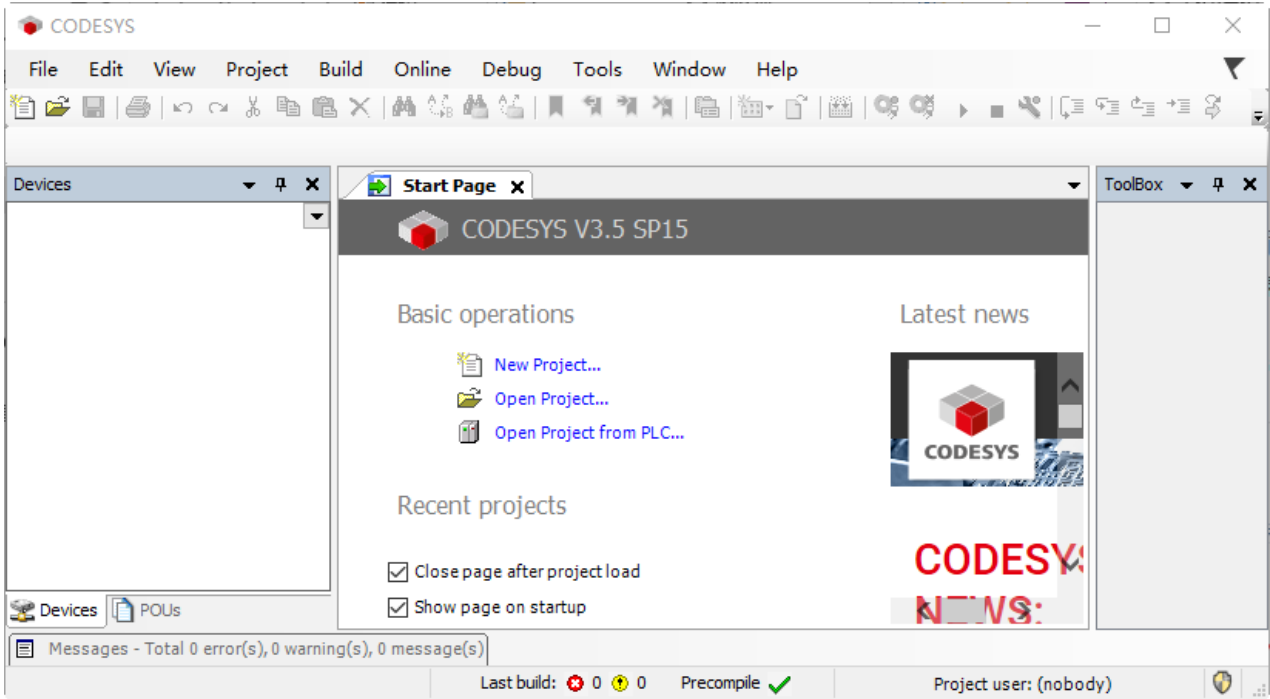 CODESYS
File Edit View Project Build Online Debug Tools Window Help
Devices
Start Page
ToolBox
CODESYS V3.5 SP15
Basic operations
New Project...
Open Project...
Open Project from PLC...
Recent projects
Close page after project load
Show page on startup
Latest news
CODESYS
CODESYS
NEWS:
Devices POUs
Messages - Total 0 error(s), 0 warning(s), 0 message(s)
Last build: 0 0 Precompile Project user: (nobody)